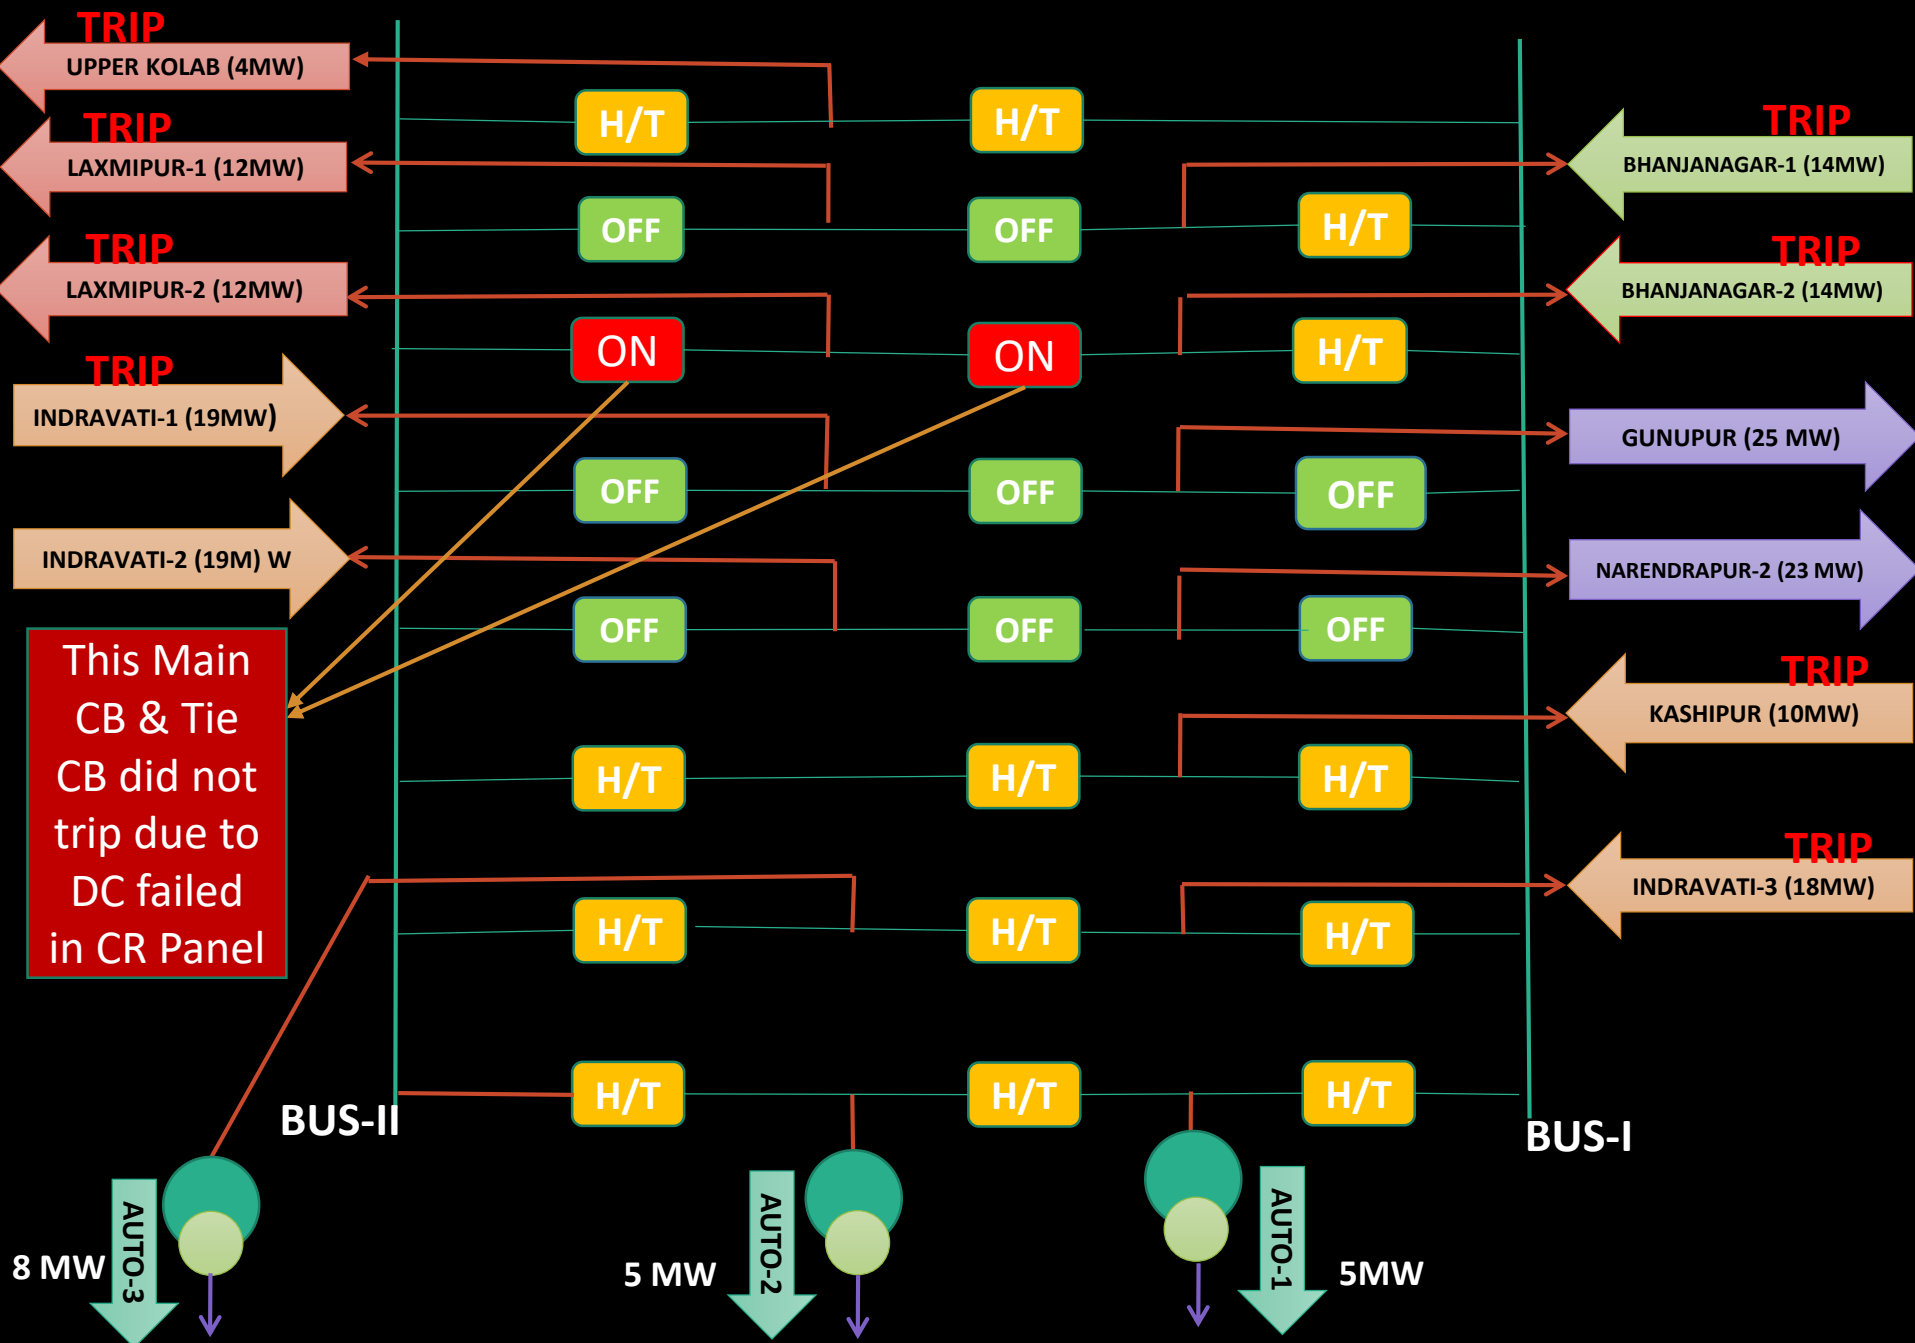 TRIP
UPPER KOLAB (4MW)
H/T
H/T
TRIP
LAXMIPUR-1 (12MW)
TRIP
BHANJANAGAR-1 (14MW)
OFF
OFF
H/T
TRIP
LAXMIPUR-2 (12MW)
TRIP
BHANJANAGAR-2 (14MW)
ON
ON
H/T
TRIP
INDRAVATI-1 (19MW)
GUNUPUR (25 MW)
OFF
OFF
OFF
INDRAVATI-2 (19M) W
NARENDRAPUR-2 (23 MW)
OFF
OFF
OFF
This Main
CB & Tie
CB did not
trip due to
DC failed
in CR Panel
TRIP
KASHIPUR (10MW)
H/T
H/T
H/T
TRIP
INDRAVATI-3 (18MW)
H/T
H/T
H/T
H/T
H/T
H/T
BUS-II
BUS-I
8 MW
AUTO-3
5 MW
AUTO-2
AUTO-1
5MW